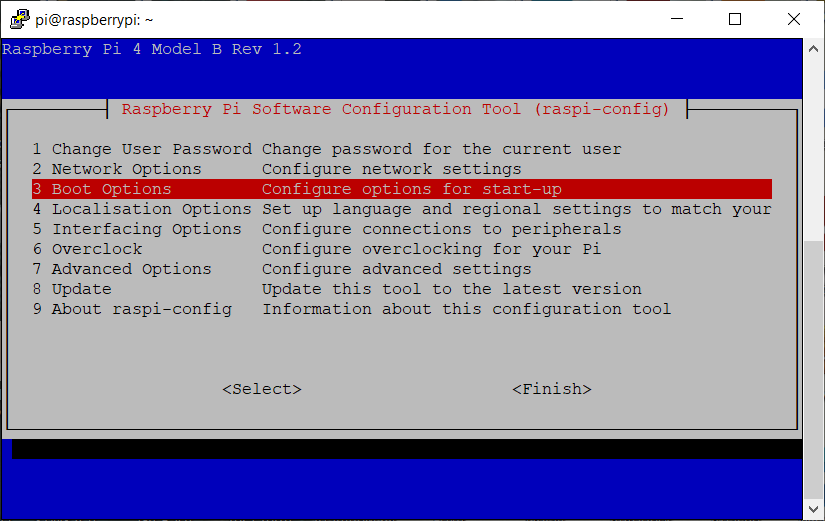 pi@raspberrypi: ~
Raspberry Pi 4 Model B Rev 1.2
Raspberry Pi Software Configuration Tool (raspi-config)
1 Change User Password Change password for the current user
2 Network Options Configure network settings
3 Boot Options Configure options for start-up
4 Localisation Options Set up language and regional settings to match your
5 Interfacing Options Configure connections to peripherals
6 Overclock Configure overclocking for your Pi
7 Advanced Options Configure advanced settings
8 Update Update this tool to the latest version
9 About raspi-config Information about this configuration tool
<Select> <Finish>